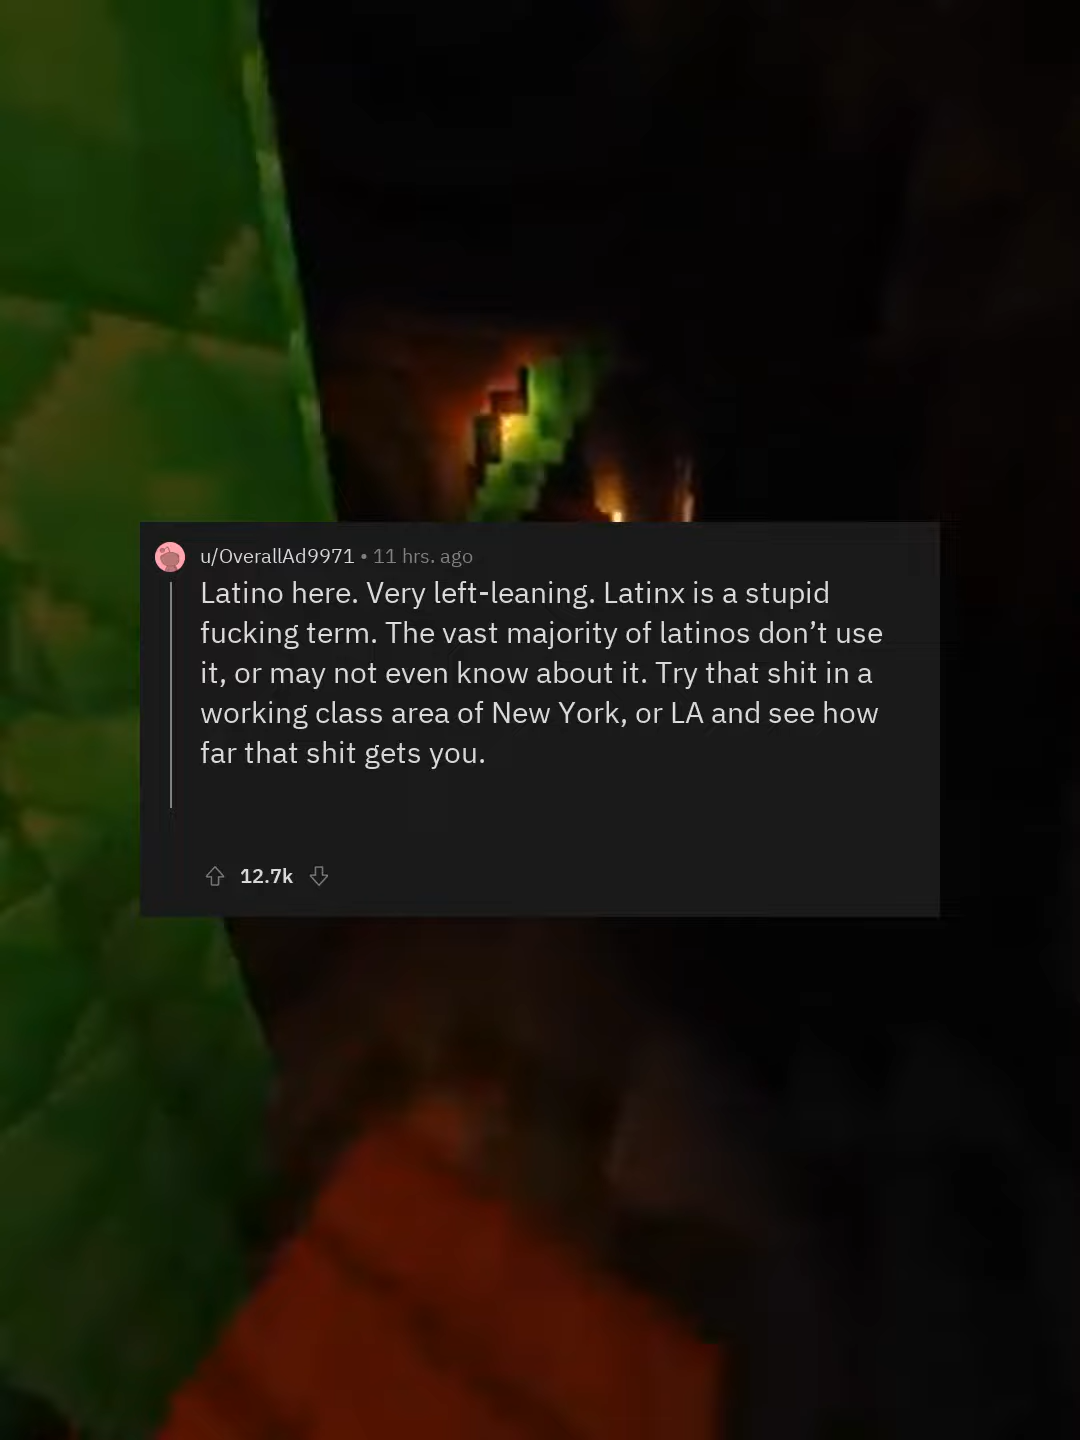 u/OverallAd9971 • 11 hrs. ago
Latino here. Very left-leaning. Latinx is a stupid
fucking term. The vast majority of latinos don’t use
it, or may not even know about it. Try that shit in a
working class area of New York, or LA and see how
far that shit gets you.
12.7k